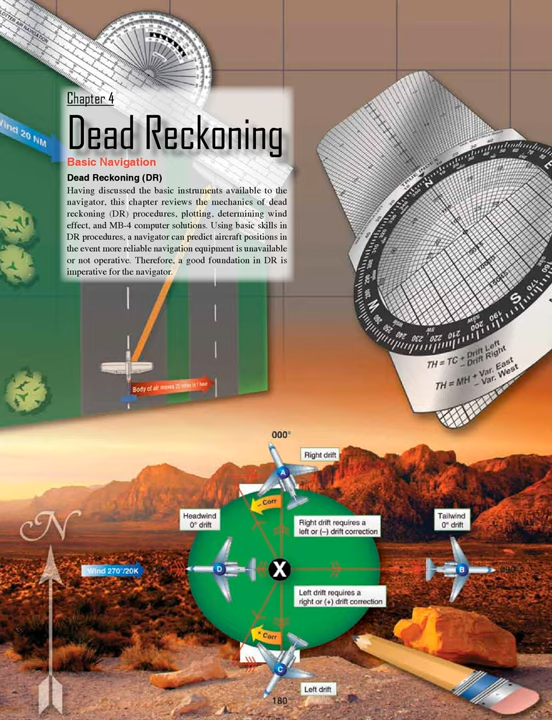 PLOTTER AIR NAVIGATION
Wind 20 NM
Chapter 4
Dead Reckoning
Basic Navigation
Dead Reckoning (DR)
Having discussed the basic instruments available to the
navigator, this chapter reviews the mechanics of dead
reckoning (DR) procedures, plotting, determining wind
effect, and MB-4 computer solutions. Using basic skills in
DR procedures, a navigator can predict aircraft positions in
the event more reliable navigation equipment is unavailable
or not operative. Therefore, a good foundation in DR is
imperative for the navigator.
Body of air moves 20 miles in 1 hour
W
S
TH = TC + Drift Left
– Drift Right
TH = MH + Var. East
– Var. West
000°
Right drift
A
– Corr
Headwind
0° drift
Right drift requires a
left or (–) drift correction
Tailwind
0° drift
N
Wind 270°/20K
D
X
B
Left drift requires a
right or (+) drift correction
+ Corr
C
Left drift
180